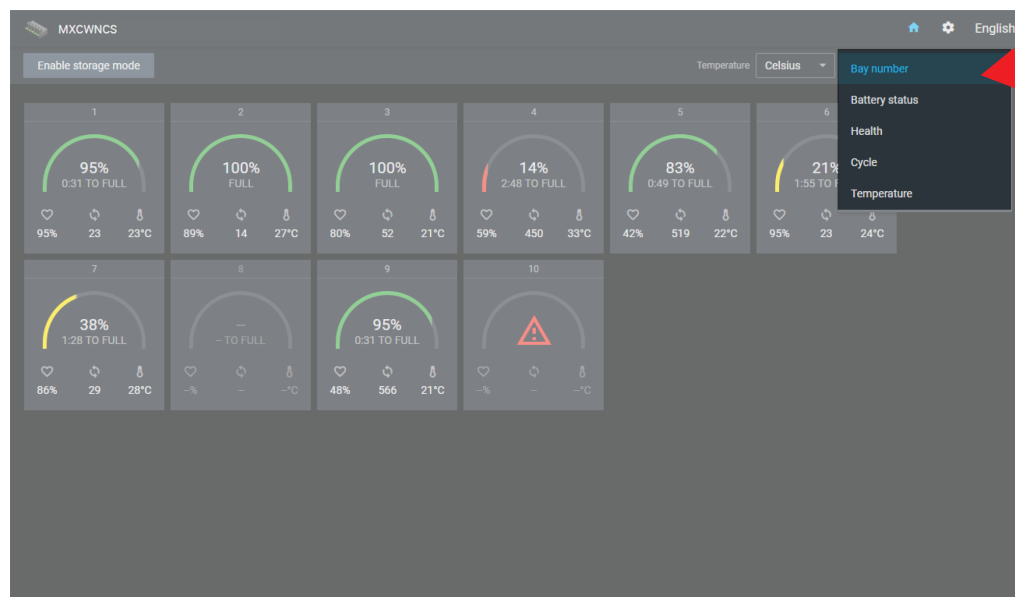 MXCWNCS
English
Enable storage mode
Temperature
Celsius
Bay number
Battery status
Health
Cycle
Temperature
1
2
3
4
5
6
95%
100%
100%
14%
83%
21%
0:31 TO FULL
FULL
FULL
2:48 TO FULL
0:49 TO FULL
1:55 TO F
95% 23 23°C
89% 14 27°C
80% 52 21°C
59% 450 33°C
42% 519 22°C
95% 23 24°C
7
8
9
10
38%
--
95%
1:28 TO FULL
– TO FULL
0:31 TO FULL
86% 29 28°C
--% -- --°C
48% 566 21°C
--% -- --°C